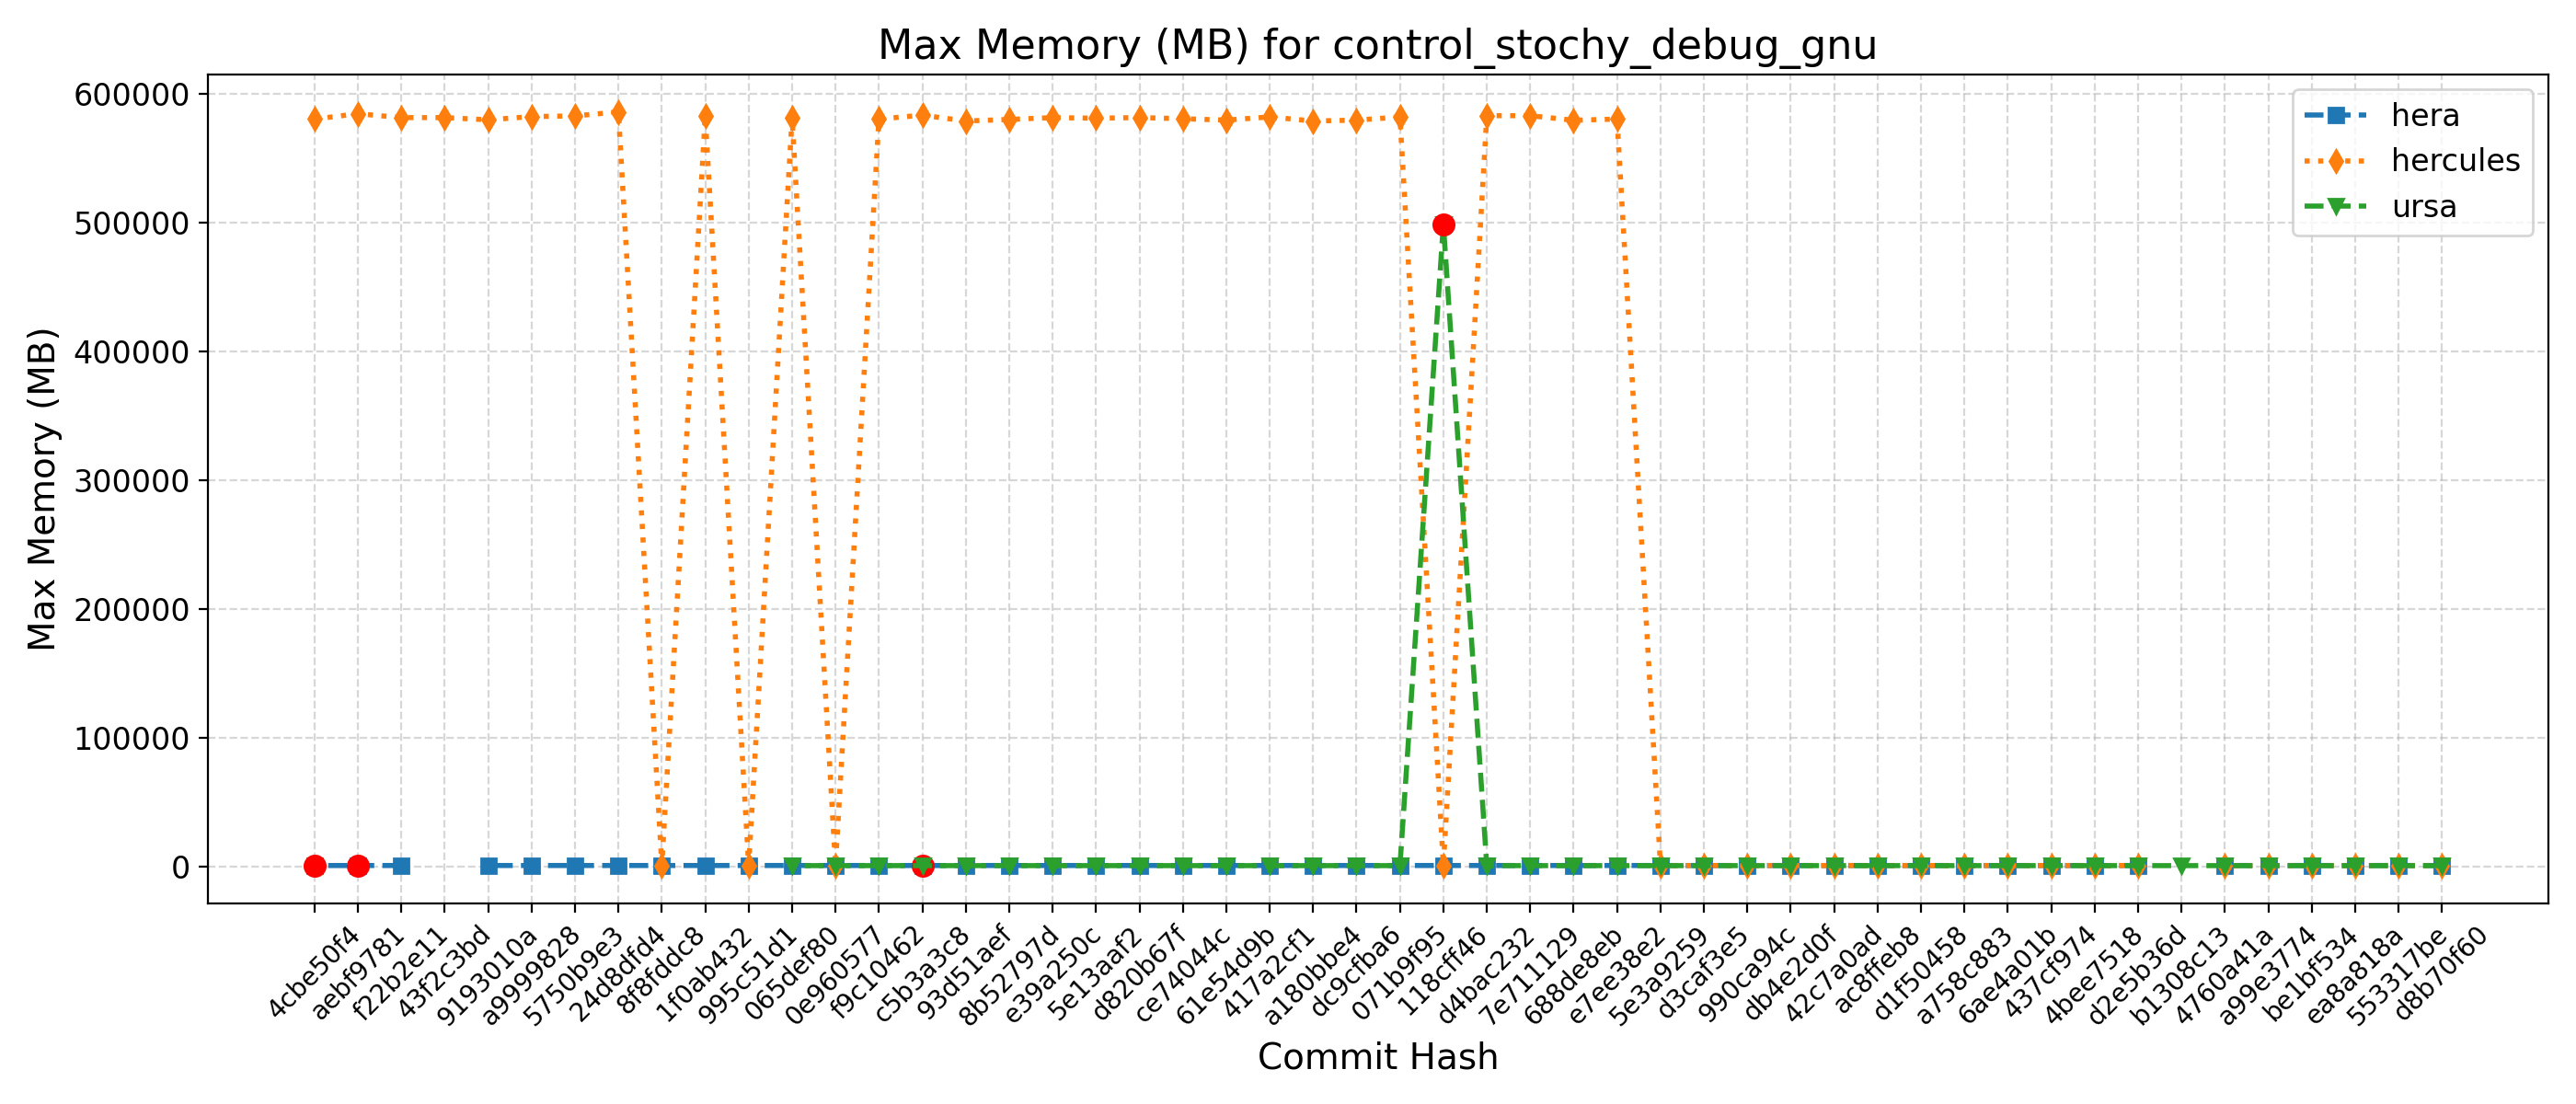 Max Memory (MB) for control_stochy_debug_gnu
hera
hercules
ursa
Max Memory (MB)
600000
500000
400000
300000
200000
100000
0
4cbe50f4
aebf9781
f22b2e11
43f2c3bd
9193010a
a9999828
5750b9e3
24d8dfd4
8f8fddc8
1f0ab432
995c51d1
065def80
0e960577
f9c10462
c5b3a3c8
93d51aef
8b52797d
e39a250c
5e13aaf2
d820b67f
ce74044c
61e54d9b
417a2cf1
a180bbe4
dc9cfba6
071b9f95
118cff46
d4bac232
7e711129
688de8eb
e7ee38e2
5e3a9259
d3caf3e5
990ca94c
db4e2d0f
42c7a0ad
ac8ffeb8
d1f50458
a758c883
6ae4a01b
437cf974
4bee7518
d2e5b36d
b1308c13
4760a41a
a99e3774
be1bf534
ea8a818a
553317be
d8b70f60
Commit Hash